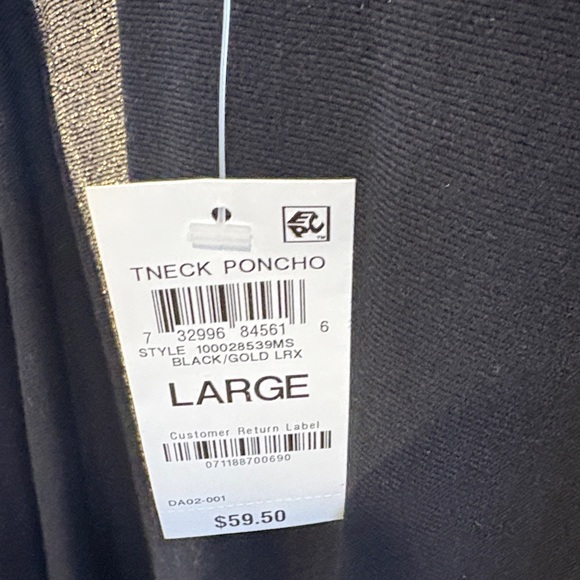 EPC
TNECK PONCHO
7 32996 84561 6
STYLE 100028539MS
BLACK/GOLD LRX
LARGE
Customer Return Label
071188700690
DA02-001
$59.50